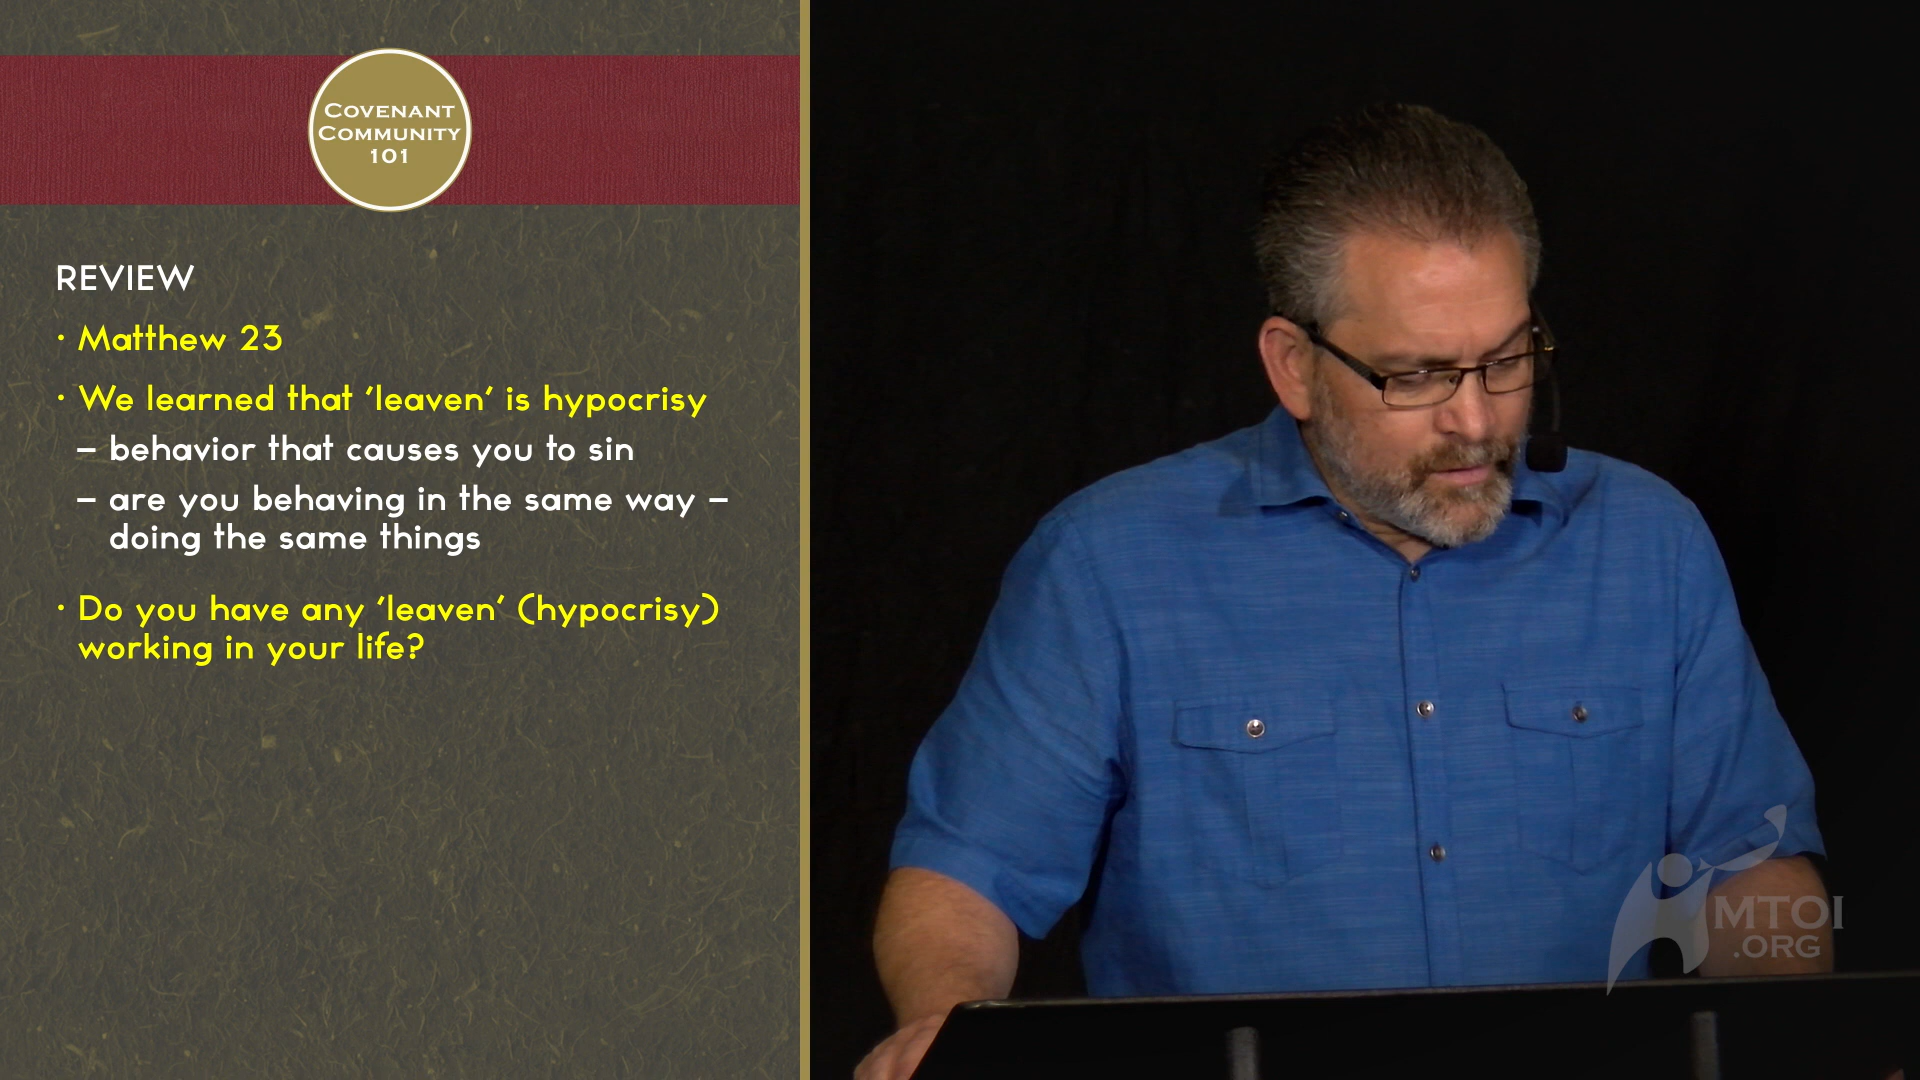 COVENANT
COMMUNITY
101
REVIEW
• Matthew 23
• We learned that ‘leaven’ is hypocrisy
– behavior that causes you to sin
– are you behaving in the same way –
doing the same things
• Do you have any ‘leaven’ (hypocrisy)
working in your life?
MTOI
.ORG